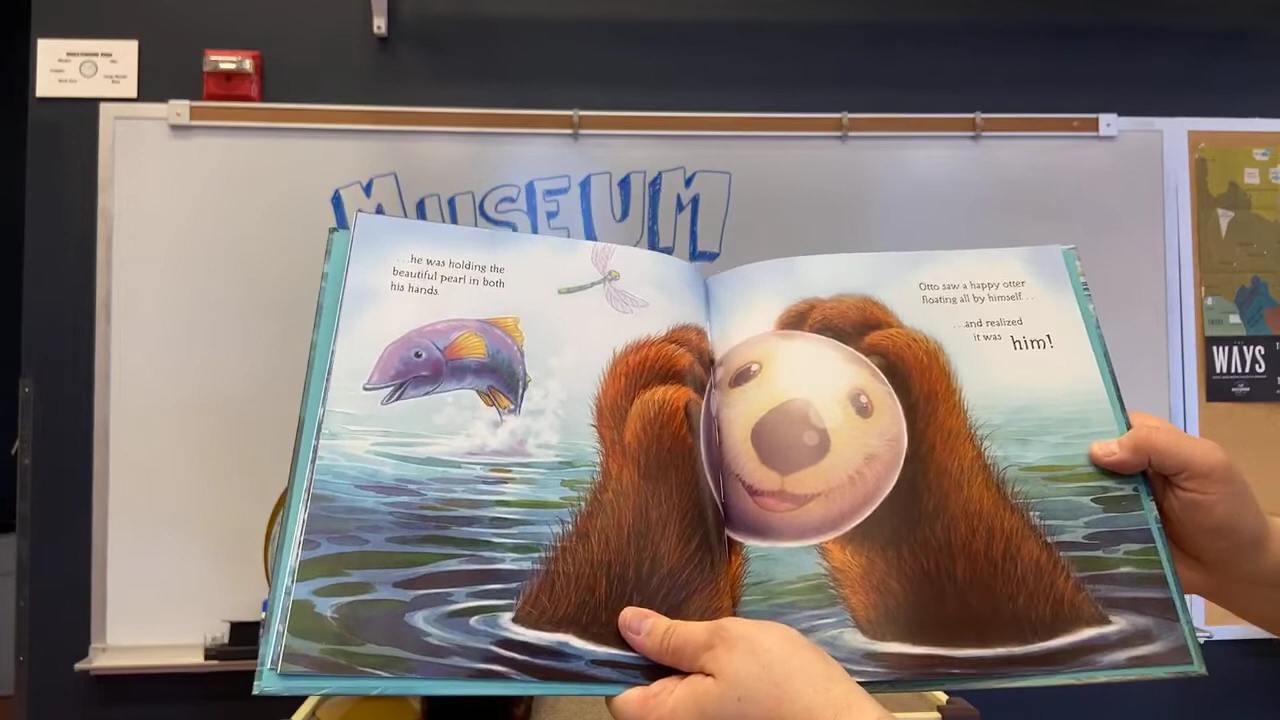 MUSEUM
. . .he was holding the
beautiful pearl in both
his hands.
Otto saw a happy otter
floating all by himself. . .
. . .and realized
it was him!
WAYS